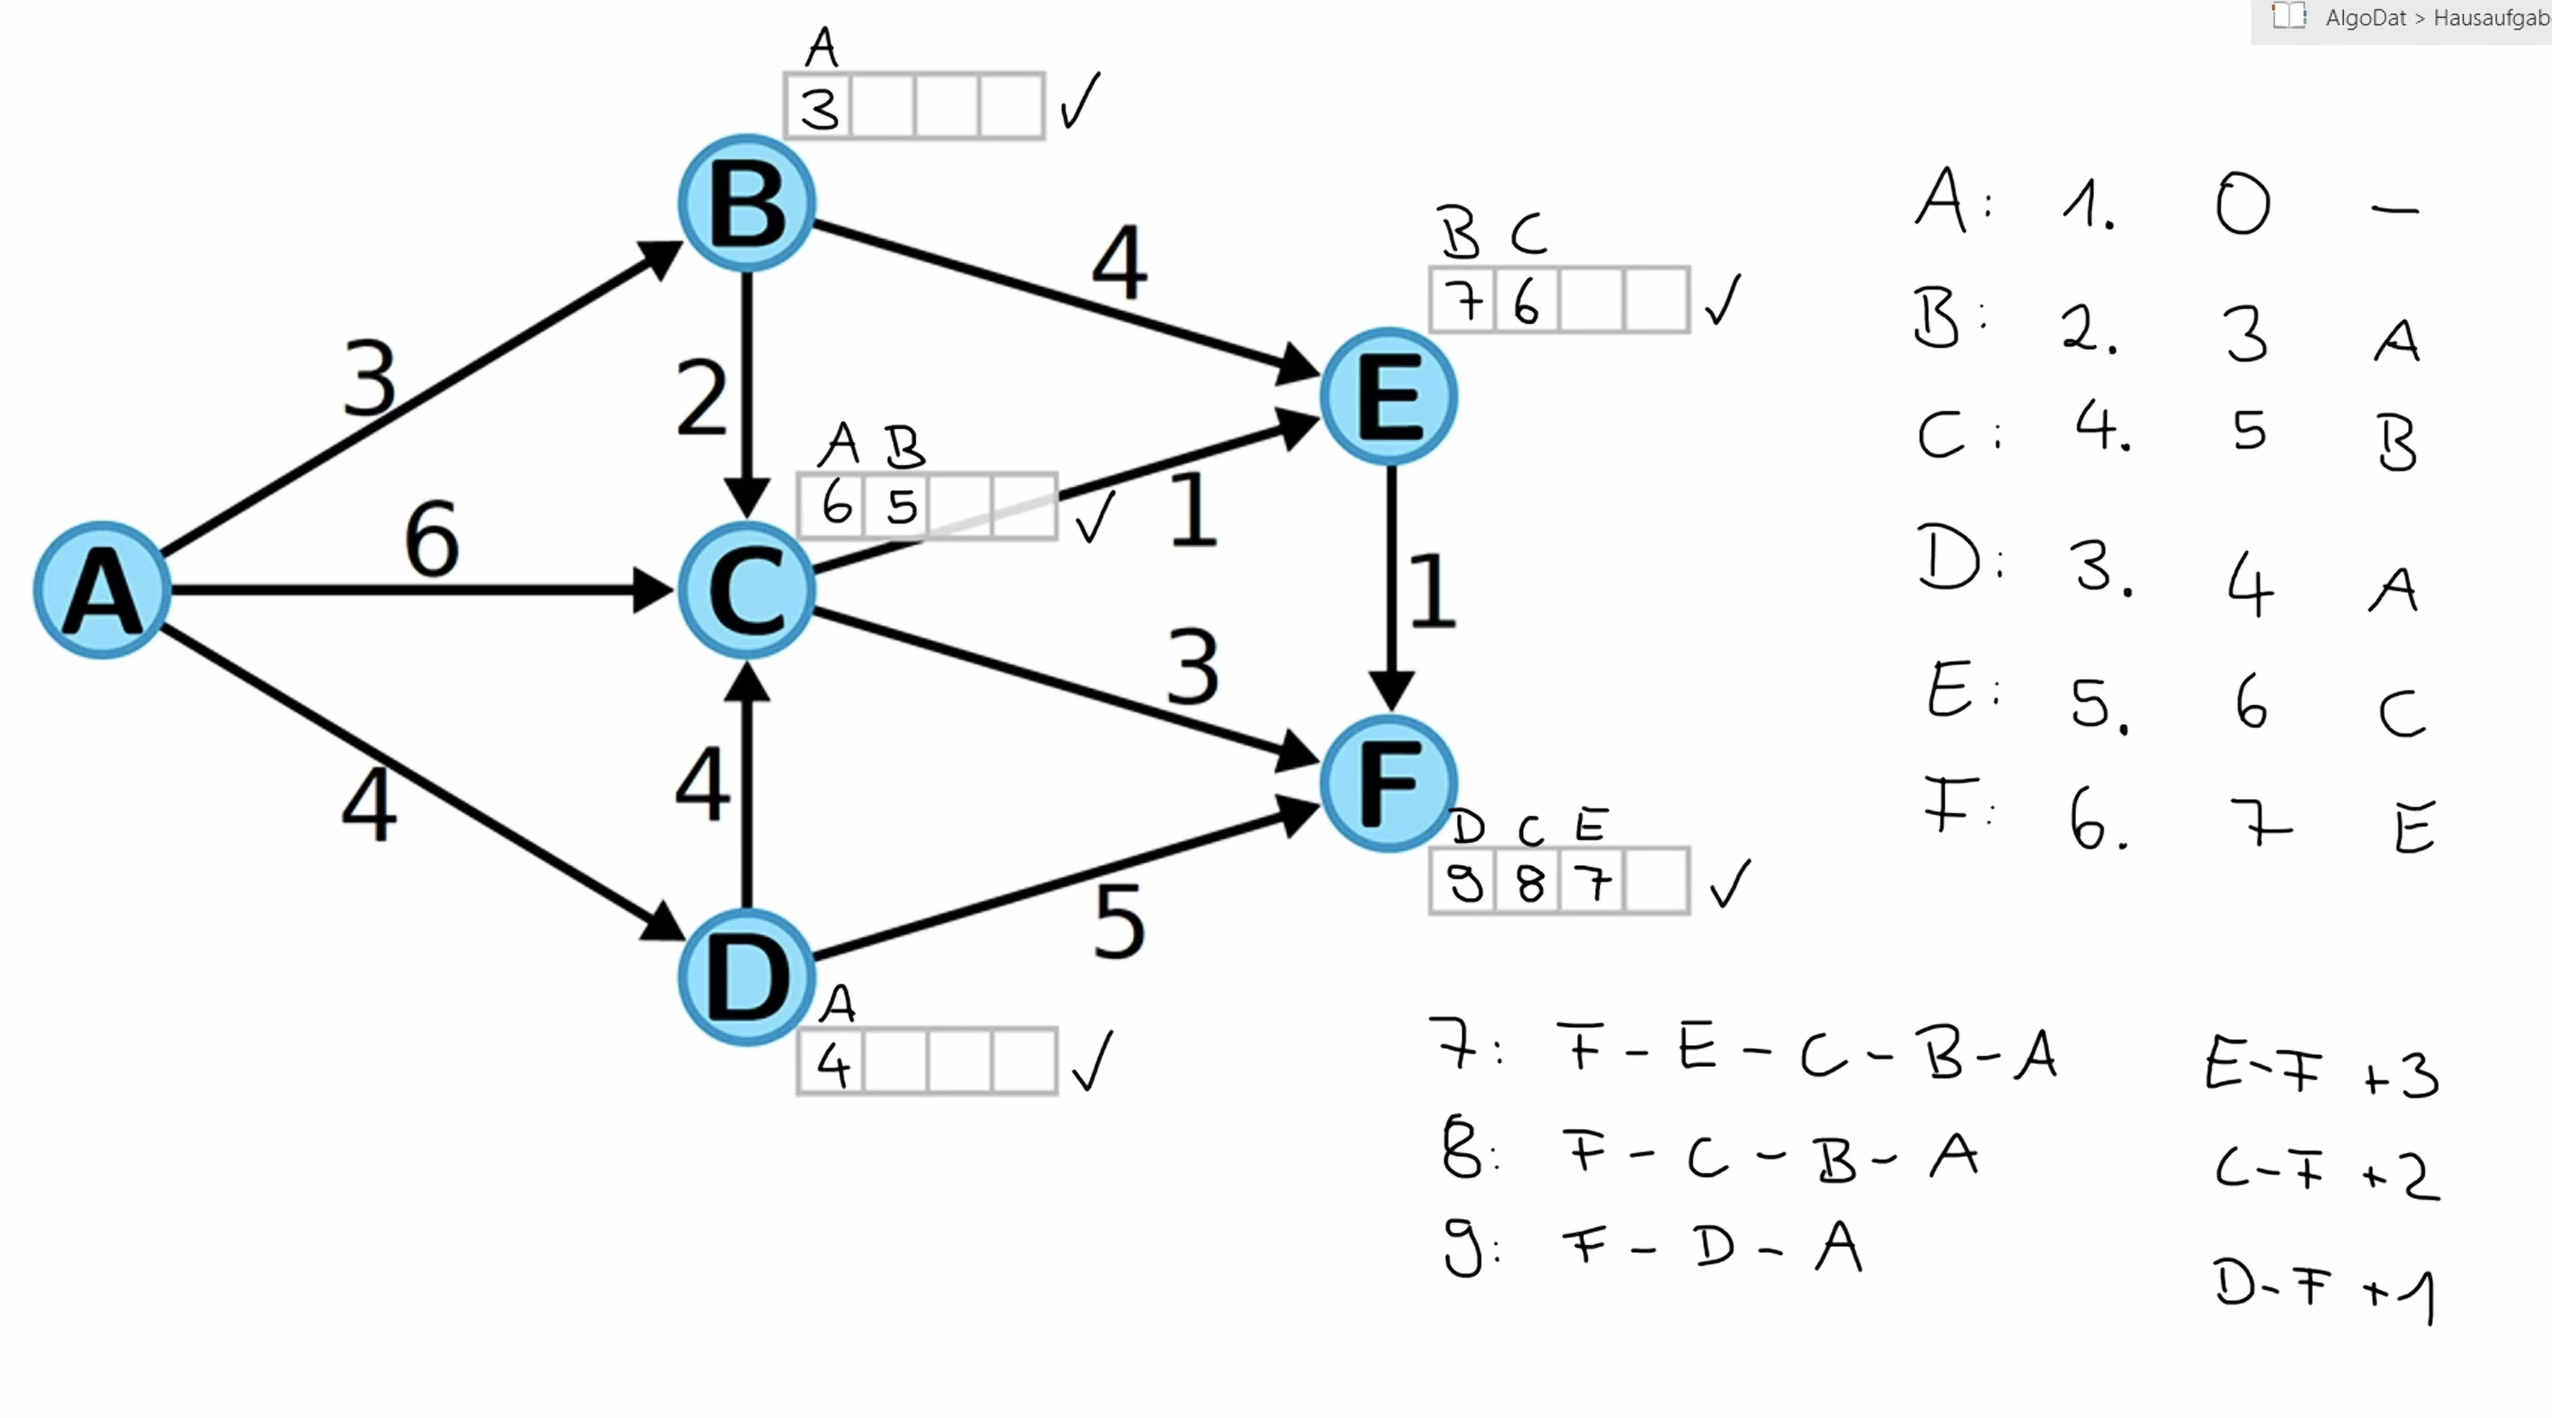 AlgoDat > Hausaufgab
A
3
B
4
B C
7 6
3
2
E
A B
6 5
1
6
A
C
1
3
4
4
F
D C E
9 8 7
5
D
A
4
A: 1. 0 –
B: 2. 3 A
C: 4. 5 B
D: 3. 4 A
E: 5. 6 C
F: 6. 7 E
7: F - E - C - B - A
8: F - C - B - A
9: F - D - A
E-F +3
C-F +2
D-F +1